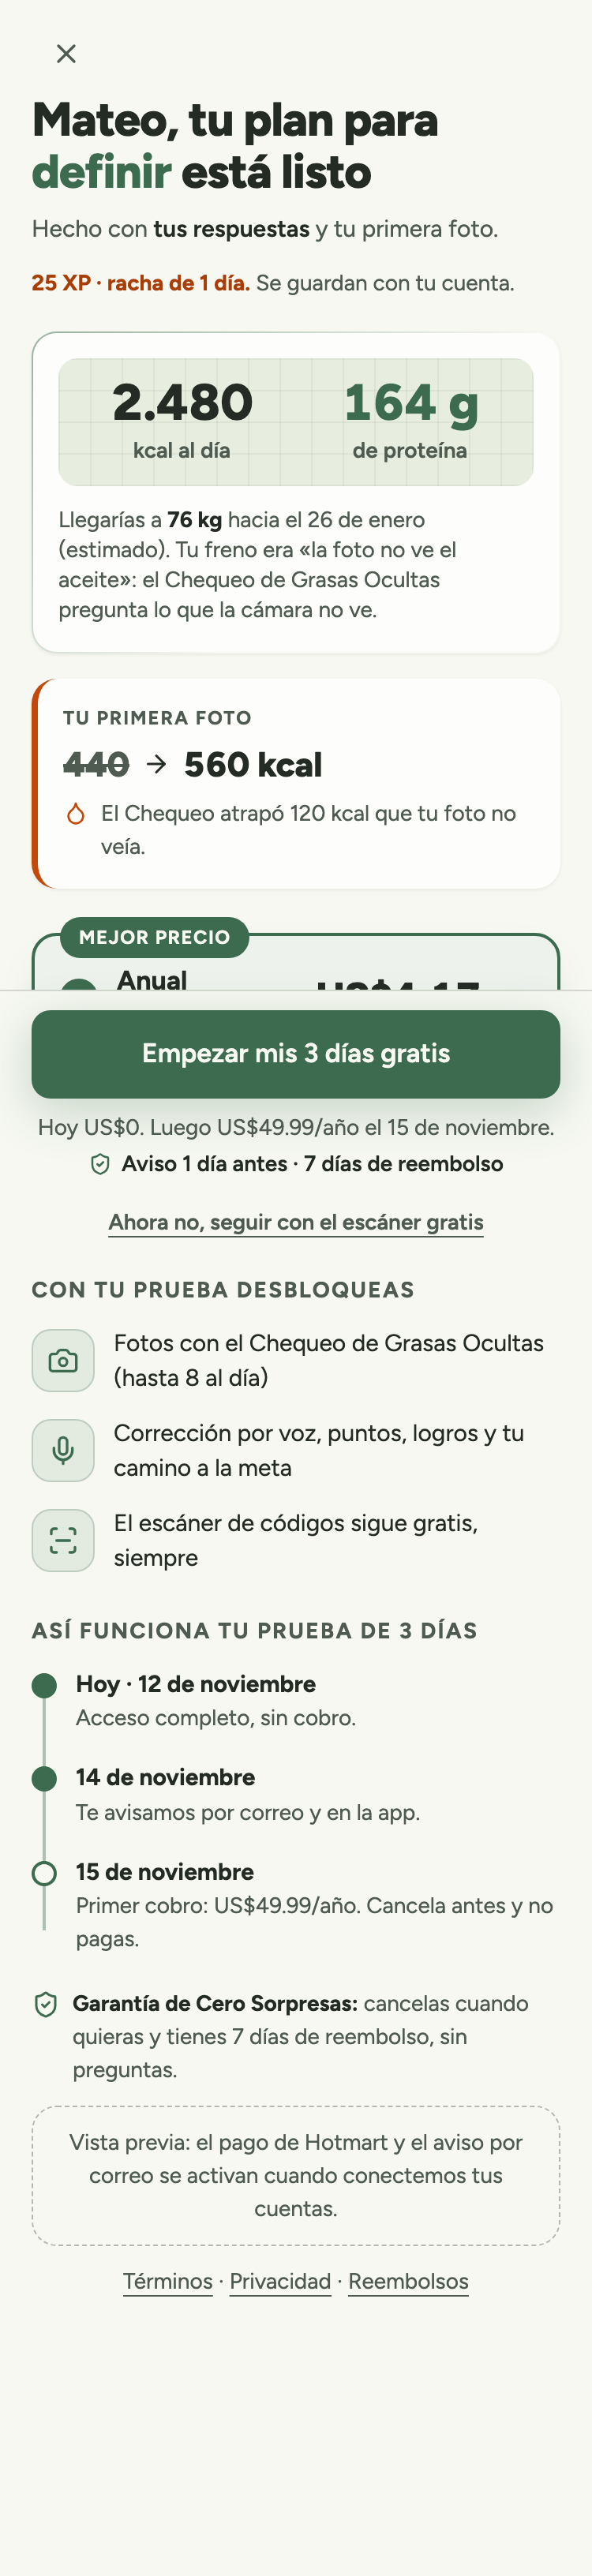 Mateo, tu plan para
definir está listo
Hecho con tus respuestas y tu primera foto.
25 XP · racha de 1 día. Se guardan con tu cuenta.
2.480
kcal al día
164 g
de proteína
Llegarías a 76 kg hacia el 26 de enero
(estimado). Tu freno era «la foto no ve el
aceite»: el Chequeo de Grasas Ocultas
pregunta lo que la cámara no ve.
TU PRIMERA FOTO
440 → 560 kcal
El Chequeo atrapó 120 kcal que tu foto no
veía.
MEJOR PRECIO
Anual
US$4.17
Empezar mis 3 días gratis
Hoy US$0. Luego US$49.99/año el 15 de noviembre.
Aviso 1 día antes · 7 días de reembolso
Ahora no, seguir con el escáner gratis
CON TU PRUEBA DESBLOQUEAS
Fotos con el Chequeo de Grasas Ocultas
(hasta 8 al día)
Corrección por voz, puntos, logros y tu
camino a la meta
El escáner de códigos sigue gratis,
siempre
ASÍ FUNCIONA TU PRUEBA DE 3 DÍAS
Hoy · 12 de noviembre
Acceso completo, sin cobro.
14 de noviembre
Te avisamos por correo y en la app.
15 de noviembre
Primer cobro: US$49.99/año. Cancela antes y no
pagas.
Garantía de Cero Sorpresas: cancelas cuando
quieras y tienes 7 días de reembolso, sin
preguntas.
Vista previa: el pago de Hotmart y el aviso por
correo se activan cuando conectemos tus
cuentas.
Términos · Privacidad · Reembolsos